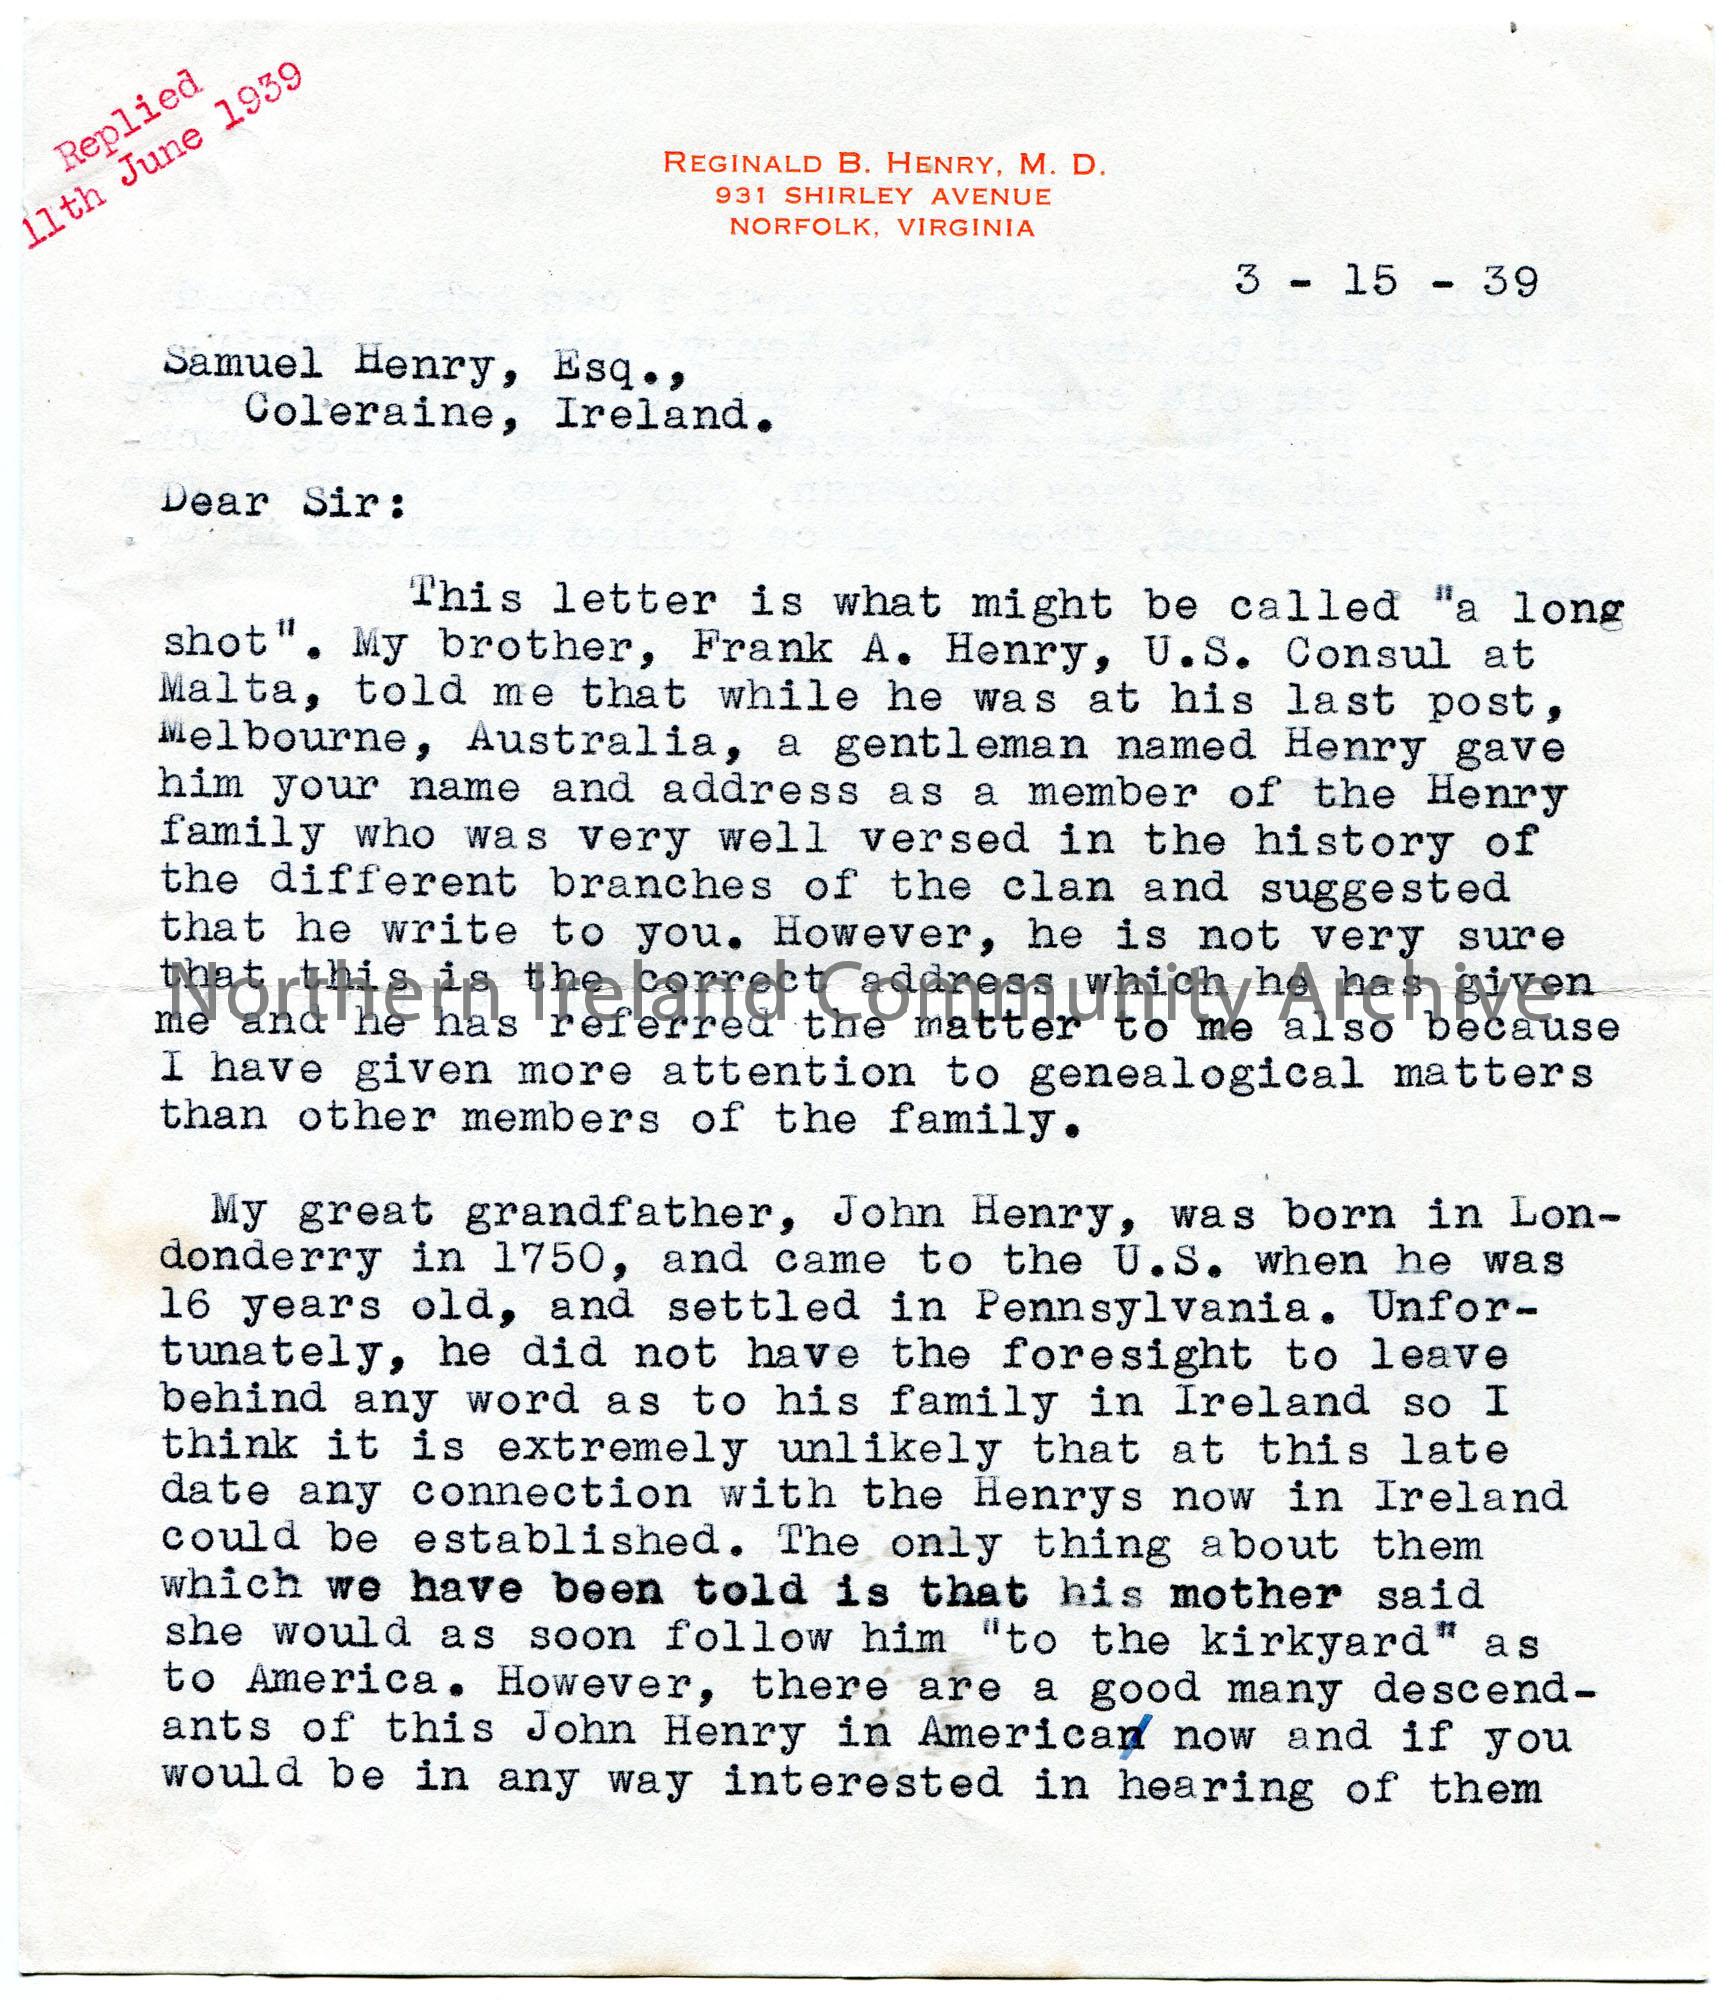 Replied
11th June 1939
REGINALD B. HENRY, M. D.
931 SHIRLEY AVENUE
NORFOLK, VIRGINIA
3 - 15 - 39
Samuel Henry, Esq.,
Coleraine, Ireland.
Dear Sir:
This letter is what might be called "a long
shot". My brother, Frank A. Henry, U.S. Consul at
Malta, told me that while he was at his last post,
Melbourne, Australia, a gentleman named Henry gave
him your name and address as a member of the Henry
family who was very well versed in the history of
the different branches of the clan and suggested
that he write to you. However, he is not very sure
that this is the correct address which he has given
Northern Ireland Community Archive
me and he has referred the matter to me also because
I have given more attention to genealogical matters
than other members of the family.
My great grandfather, John Henry, was born in Lon-
donderry in 1750, and came to the U.S. when he was
16 years old, and settled in Pennsylvania. Unfor-
tunately, he did not have the foresight to leave
behind any word as to his family in Ireland so I
think it is extremely unlikely that at this late
date any connection with the Henrys now in Ireland
could be established. The only thing about them
which we have been told is that his mother said
she would as soon follow him "to the kirkyard" as
to America. However, there are a good many descend-
ants of this John Henry in American now and if you
would be in any way interested in hearing of them